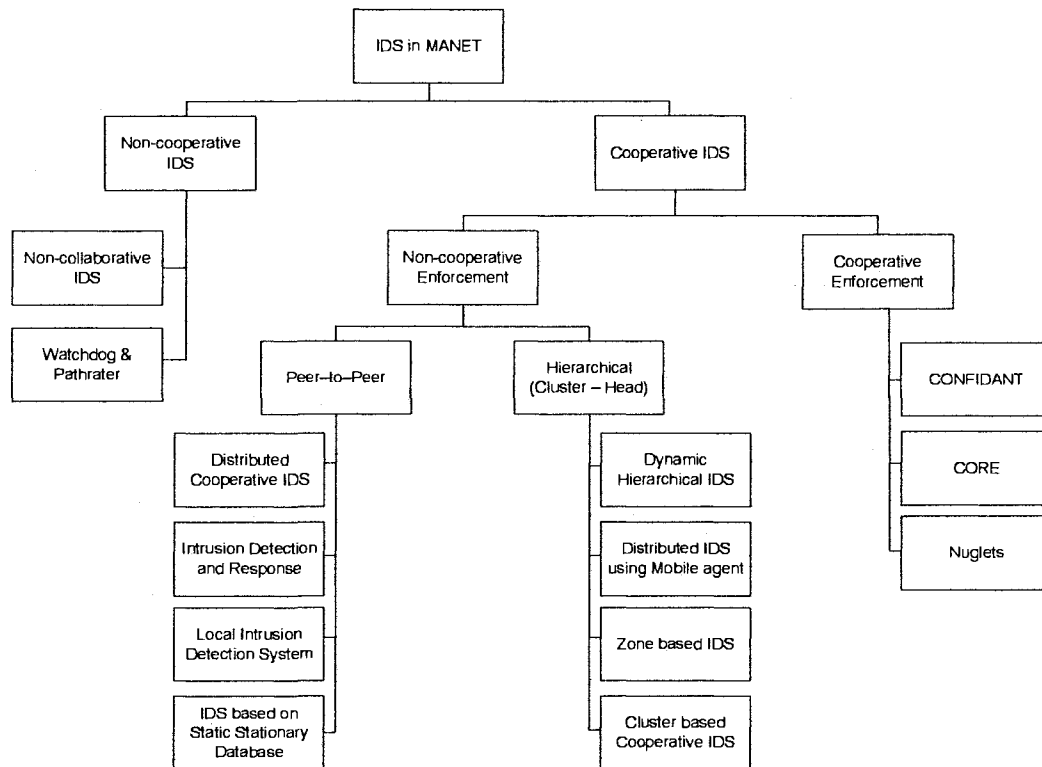 IDS in MANET
Non-cooperative
IDS
Cooperative IDS
Non-collaborative
IDS
Non-cooperative
Enforcement
Cooperative
Enforcement
Watchdog &
Pathrater
Peer–to–Peer
Hierarchical
(Cluster – Head)
CONFIDANT
Distributed
Cooperative IDS
Dynamic
Hierarchical IDS
CORE
Intrusion Detection
and Response
Distributed IDS
using Mobile agent
Nuglets
Local Intrusion
Detection System
Zone based IDS
IDS based on
Static Stationary
Database
Cluster based
Cooperative IDS